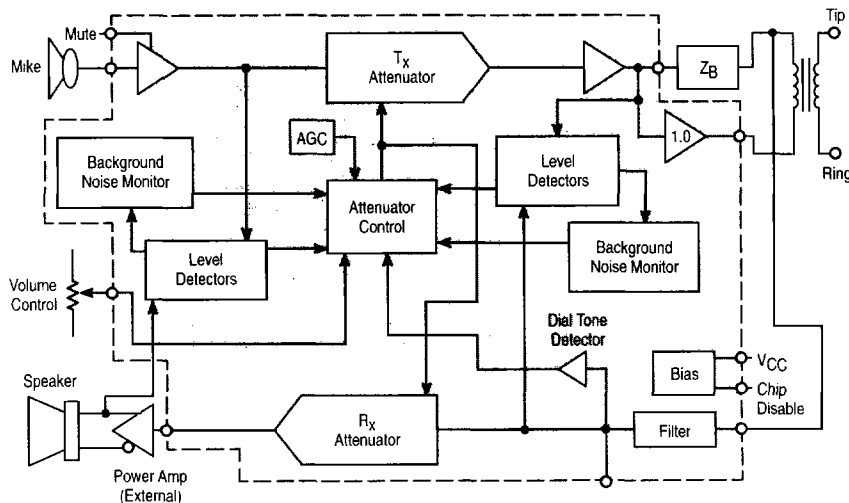 Tip
Mute
Mike
Tx
Attenuator
ZB
AGC
1.0
Background
Noise Monitor
Level
Detectors
Ring
Attenuator
Control
Level
Detectors
Background
Noise Monitor
Volume
Control
Dial Tone
Detector
Bias
VCC
Chip
Disable
Speaker
Rx
Attenuator
Filter
Power Amp
(External)